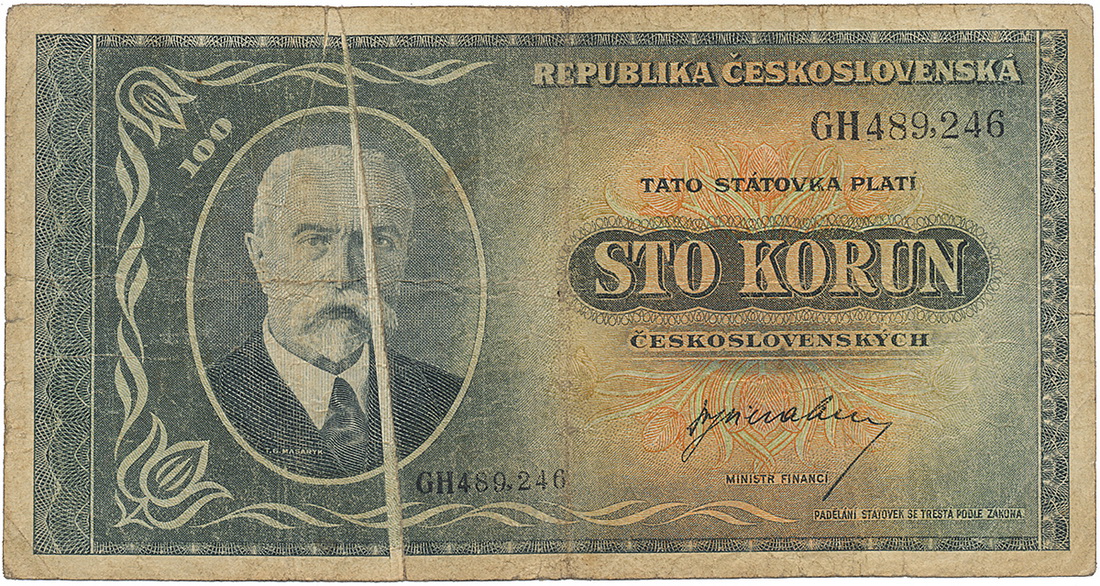 REPUBLIKA ČESKOSLOVENSKÁ
GH489,246
100
TATO STÁTOVKA PLATÍ
STO KORUN
ČESKOSLOVENSKÝCH
T. G. MASARYK
GH489,246
MINISTR FINANCÍ
PADĚLÁNÍ STÁTOVEK SE TRESTÁ PODLE ZÁKONA